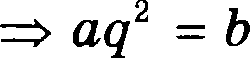 ⇒ aq² = b